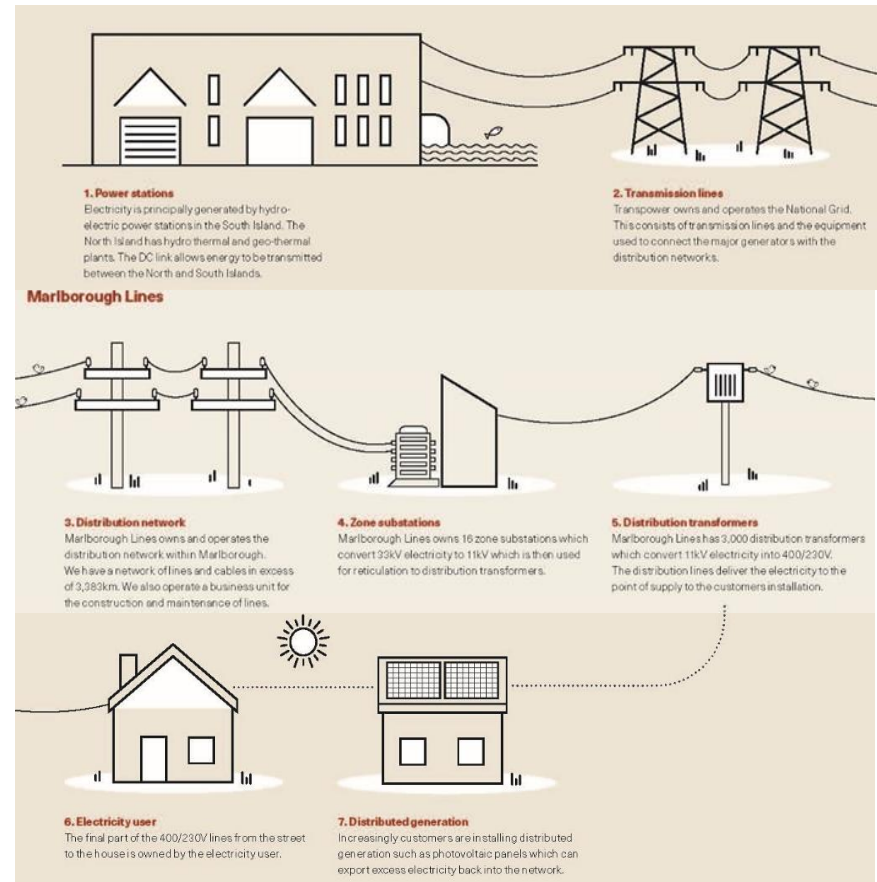 1. Power stations
Electricity is principally generated by hydro-
electric power stations in the South Island. The
North Island has hydro thermal and geo-thermal
plants. The DC link allows energy to be transmitted
between the North and South Islands.
2. Transmission lines
Transpower owns and operates the National Grid.
This consists of transmission lines and the equipment
used to connect the major generators with the
distribution networks.
Marlborough Lines
3. Distribution network
Marlborough Lines owns and operates the
distribution network within Marlborough.
We have a network of lines and cables in excess
of 3,383km. We also operate a business unit for
the construction and maintenance of lines.
4. Zone substations
Marlborough Lines owns 16 zone substations which
convert 33kV electricity to 11kV which is then used
for reticulation to distribution transformers.
5. Distribution transformers
Marlborough Lines has 3,000 distribution transformers
which convert 11kV electricity into 400/230V.
The distribution lines deliver the electricity to the
point of supply to the customers installation.
6. Electricity user
The final part of the 400/230V lines from the street
to the house is owned by the electricity user.
7. Distributed generation
Increasingly customers are installing distributed
generation such as photovoltaic panels which can
export excess electricity back into the network.